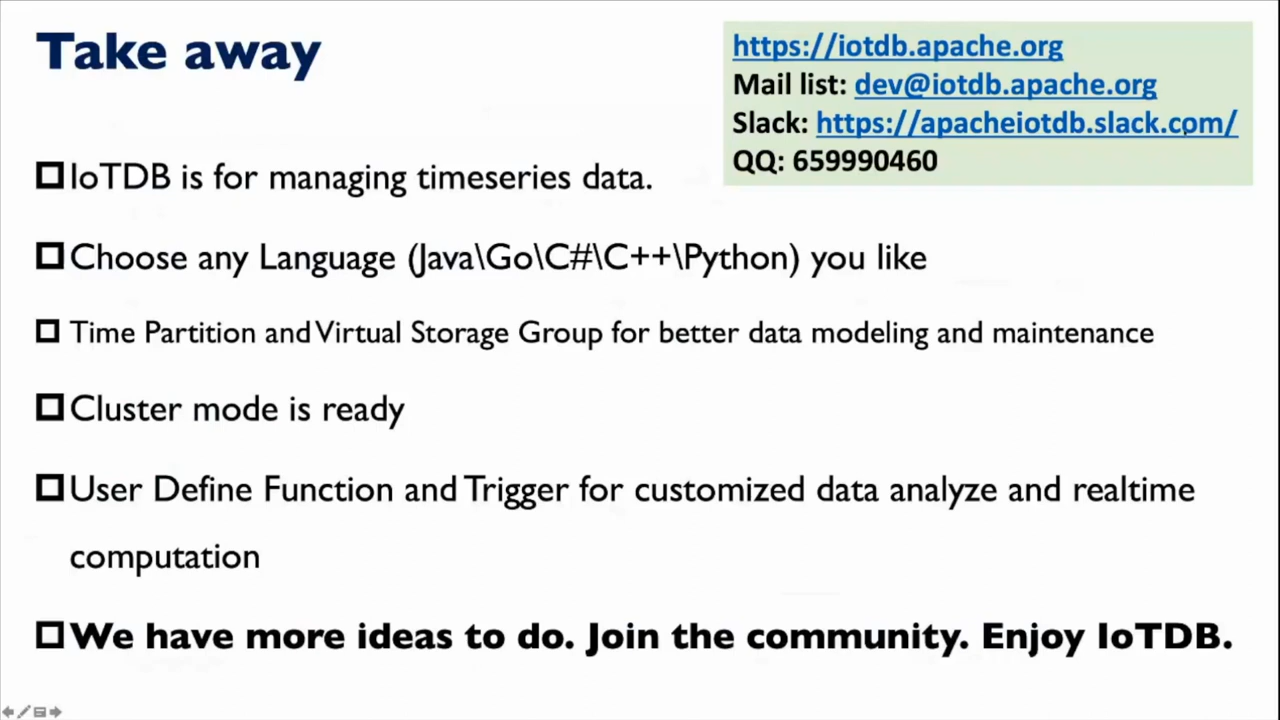 Take away
https://iotdb.apache.org
Mail list: dev@iotdb.apache.org
Slack: https://apacheiotdb.slack.com/
QQ: 659990460
IoTDB is for managing timeseries data.
Choose any Language (Java\Go\C#\C++\Python) you like
Time Partition and Virtual Storage Group for better data modeling and maintenance
Cluster mode is ready
User Define Function and Trigger for customized data analyze and realtime
computation
We have more ideas to do. Join the community. Enjoy IoTDB.